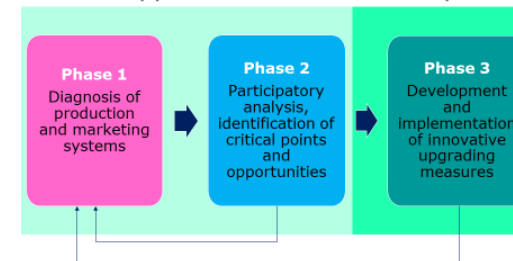 Phase 1
Diagnosis of
production
and marketing
systems
Phase 2
Participatory
analysis,
identification of
critical points
and
opportunities
Phase 3
Development
and
implementation
of innovative
upgrading
measures